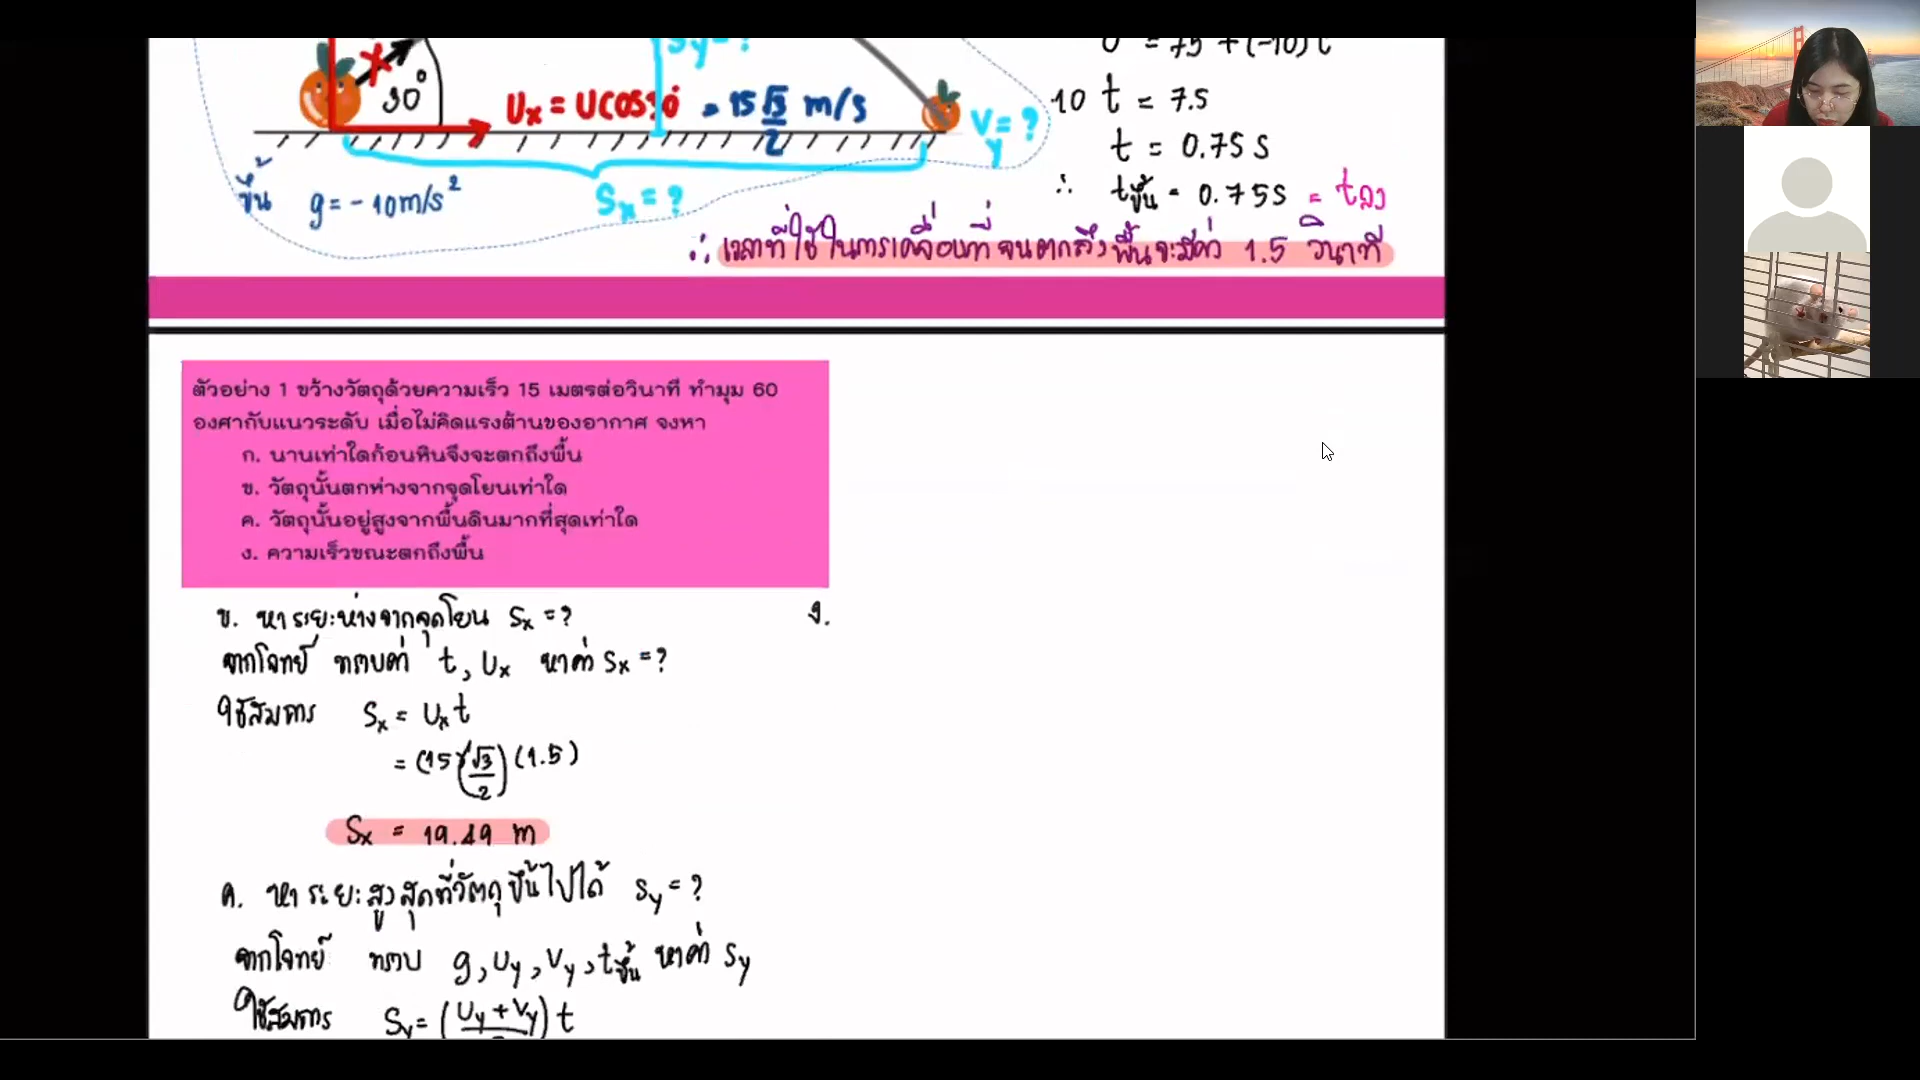 Sy = ?
0 = 75 + (-10) t
30°
Ux = U cos30° = 15 √3/2 m/s
10 t = 7.5
Vy = ?
t = 0.75 s
ขึ้น g = -10 m/s²
Sx = ?
∴ tขึ้น = 0.75 s = tลง
∴ เวลาที่ใช้ในการเคลื่อนที่จนตกถึงพื้นจะมีค่า 1.5 วินาที
ตัวอย่าง 1 ขว้างวัตถุด้วยความเร็ว 15 เมตรต่อวินาที ทำมุม 60
องศากับแนวระดับ เมื่อไม่คิดแรงต้านของอากาศ จงหา
ก. นานเท่าใดก้อนหินจึงจะตกถึงพื้น
ข. วัตถุนั้นตกห่างจากจุดโยนเท่าใด
ค. วัตถุนั้นอยู่สูงจากพื้นดินมากที่สุดเท่าใด
ง. ความเร็วขณะตกถึงพื้น
ข. หาระยะห่างจากจุดโยน Sx = ?
ง.
จากโจทย์ ทราบค่า t, Ux หาค่า Sx = ?
ใช้สมการ Sx = Ux t
= (15)(√3/2)(1.5)
Sx = 19.49 m
ค. หาระยะสูงสุดที่วัตถุขึ้นไปได้ Sy = ?
จากโจทย์ ทราบ g, Uy, Vy, tขึ้น หาค่า Sy
ใช้สมการ Sy = (Uy + Vy) t